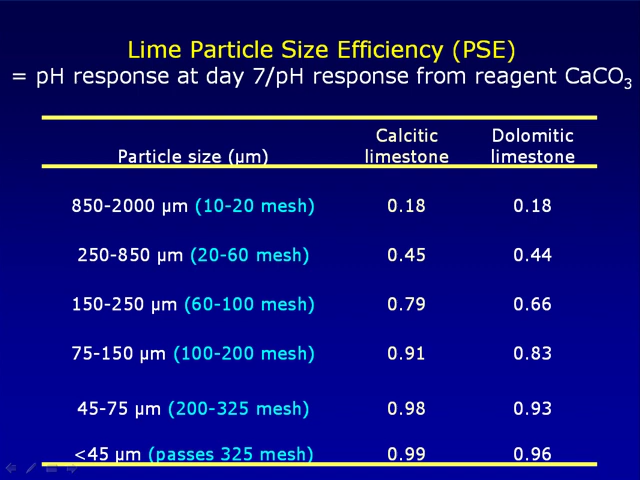 Lime Particle Size Efficiency (PSE)
= pH response at day 7/pH response from reagent CaCO₃
Calcitic Dolomitic
Particle size (µm) limestone limestone
850-2000 µm (10-20 mesh) 0.18 0.18
250-850 µm (20-60 mesh) 0.45 0.44
150-250 µm (60-100 mesh) 0.79 0.66
75-150 µm (100-200 mesh) 0.91 0.83
45-75 µm (200-325 mesh) 0.98 0.93
<45 µm (passes 325 mesh) 0.99 0.96